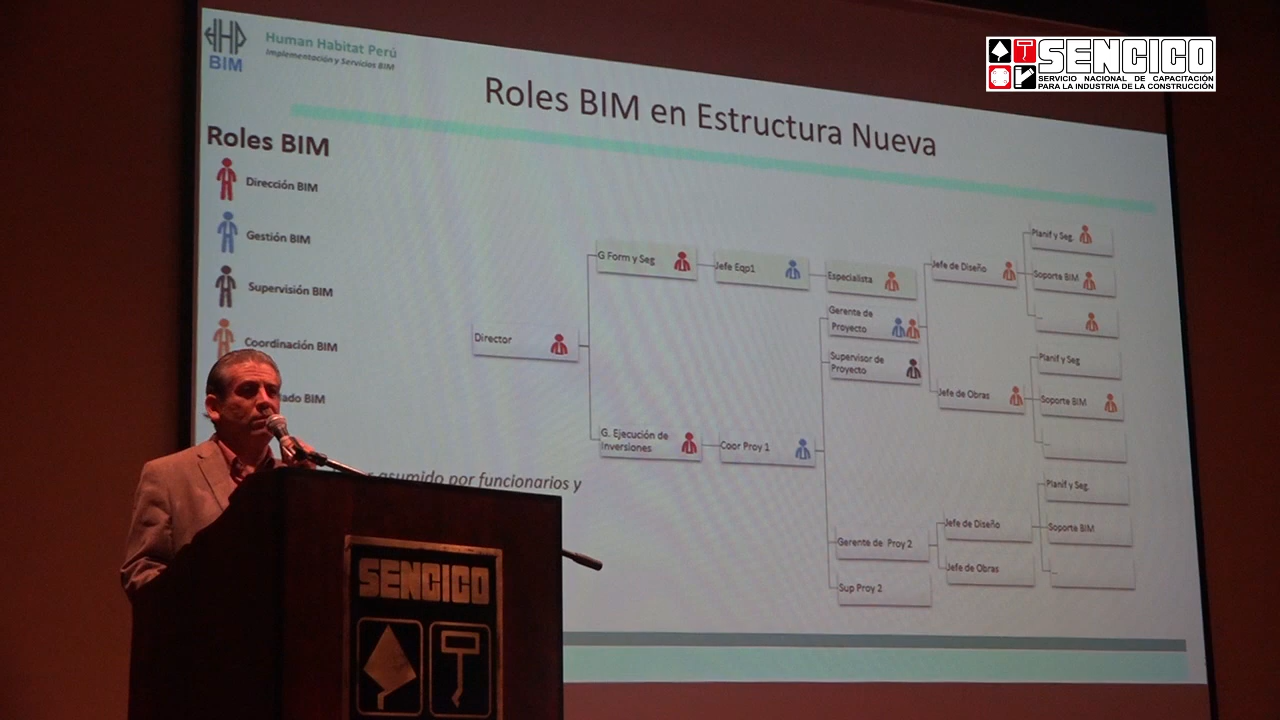 BIM
Human Habitat Perú
Implementación y Servicios BIM
SENCICO
SERVICIO NACIONAL DE CAPACITACIÓN
PARA LA INDUSTRIA DE LA CONSTRUCCIÓN
Roles BIM en Estructura Nueva
Roles BIM
Dirección BIM
Gestión BIM
Supervisión BIM
Coordinación BIM
BIM
asumido por funcionarios y
Director
G Form y Seg
Jefe Eqp1
Especialista
Gerente de
Proyecto
Supervisor de
Proyecto
G. Ejecución de
Inversiones
Coor Proy 1
Jefe de Diseño
Planif y Seg.
Soporte BIM
Jefe de Obras
Planif y Seg
Soporte BIM
Gerente de Proy 2
Sup Proy 2
Jefe de Diseño
Jefe de Obras
Planif y Seg.
Soporte BIM
SENCICO